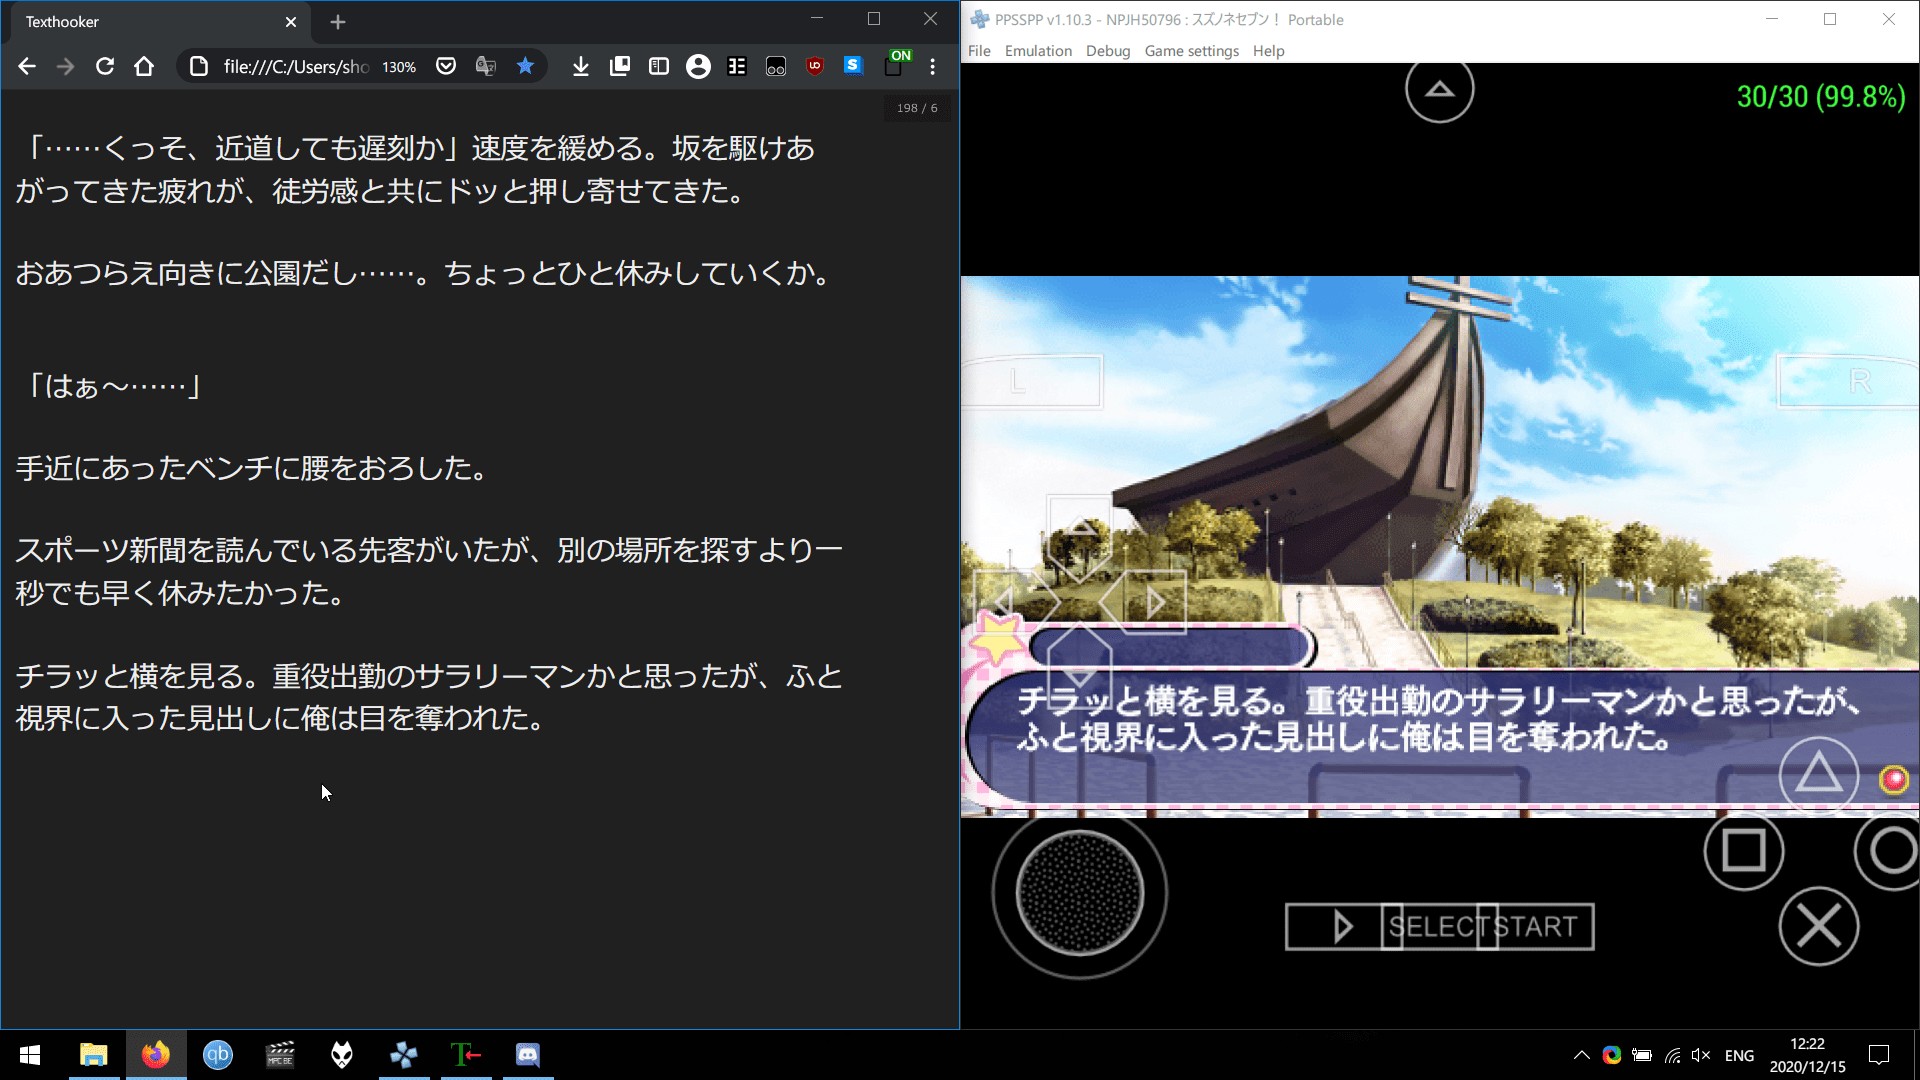 Texthooker
file:///C:/Users/sho
130%
ON
198 / 6
「……くっそ、近道しても遅刻か」速度を緩める。坂を駆けあ
がってきた疲れが、徒労感と共にドッと押し寄せてきた。
おあつらえ向きに公園だし……。ちょっとひと休みしていくか。
「はぁ～……」
手近にあったベンチに腰をおろした。
スポーツ新聞を読んでいる先客がいたが、別の場所を探すより一
秒でも早く休みたかった。
チラッと横を見る。重役出勤のサラリーマンかと思ったが、ふと
視界に入った見出しに俺は目を奪われた。
PPSSPP v1.10.3 - NPJH50796 : スズノネセブン！ Portable
File Emulation Debug Game settings Help
30/30 (99.8%)
L
R
チラッと横を見る。重役出勤のサラリーマンかと思ったが、
ふと視界に入った見出しに俺は目を奪われた。
SELECT START
qb
MPC BE
ENG
12:22
2020/12/15